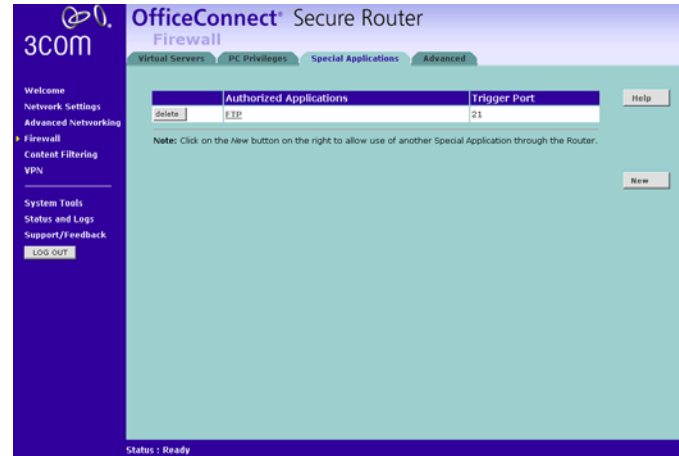 3COM
OfficeConnect® Secure Router
Firewall
Virtual Servers PC Privileges Special Applications Advanced
Welcome
Network Settings
Advanced Networking
Firewall
Content Filtering
VPN
System Tools
Status and Logs
Support/Feedback
LOG OUT
Authorized Applications Trigger Port
delete FTP 21
Note: Click on the New button on the right to allow use of another Special Application through the Router.
Help
New
Status : Ready